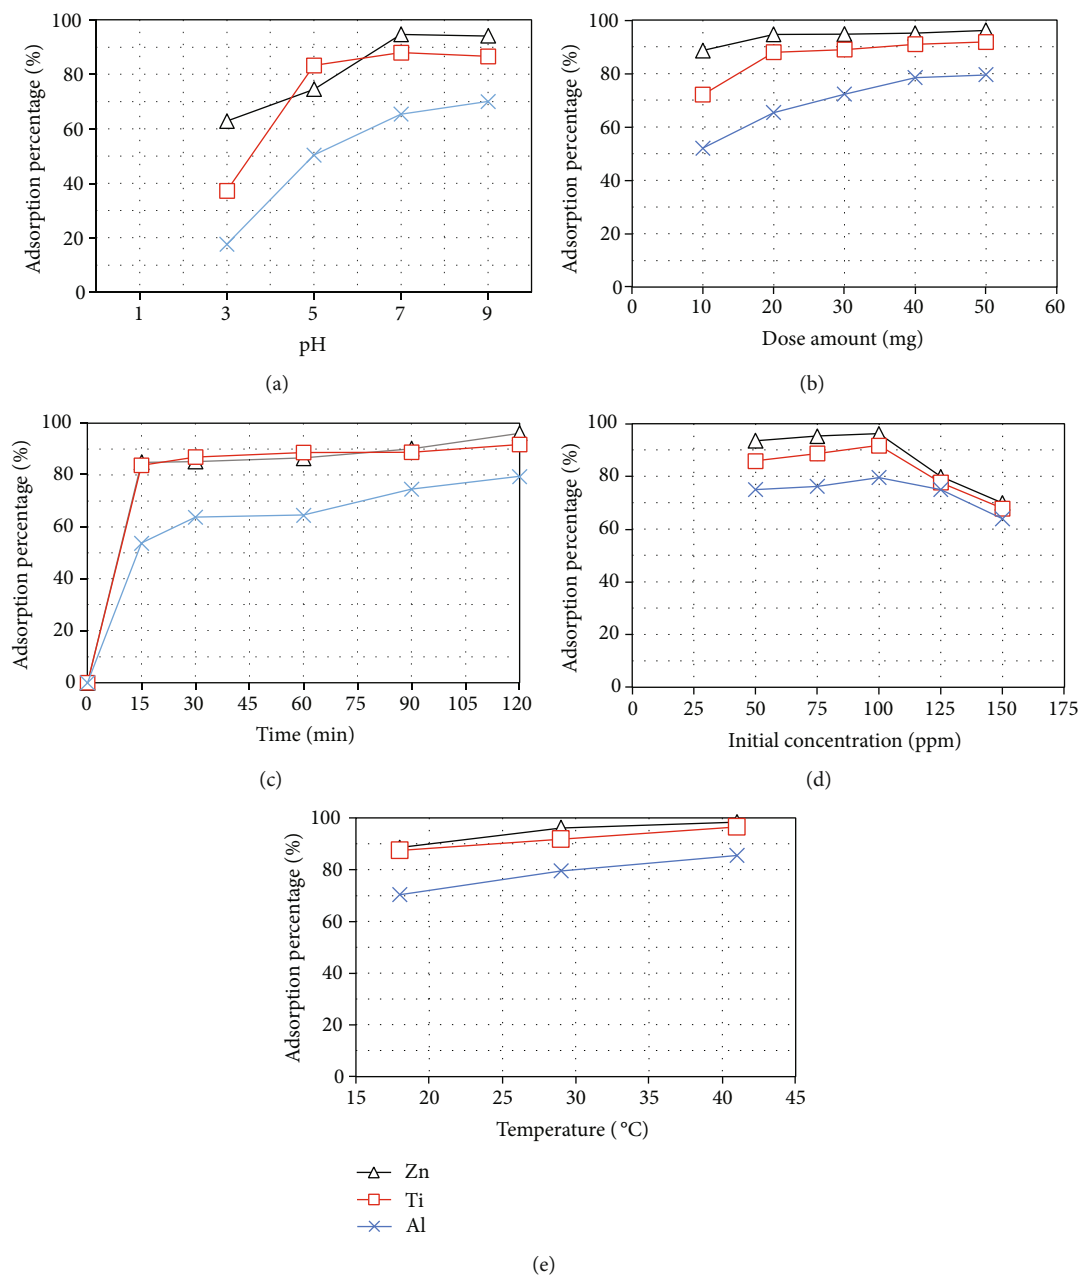 100
80
60
40
20
0
Adsorption percentage (%)
1 3 5 7 9
pH
(a)
100
80
60
40
20
0
Adsorption percentage (%)
0 10 20 30 40 50 60
Dose amount (mg)
(b)
100
80
60
40
20
0
Adsorption percentage (%)
0 15 30 45 60 75 90 105 120
Time (min)
(c)
100
80
60
40
20
0
Adsorption percentage (%)
0 25 50 75 100 125 150 175
Initial concentration (ppm)
(d)
100
80
60
40
20
0
Adsorption percentage (%)
15 20 25 30 35 40 45
Temperature (°C)
Zn
Ti
Al
(e)